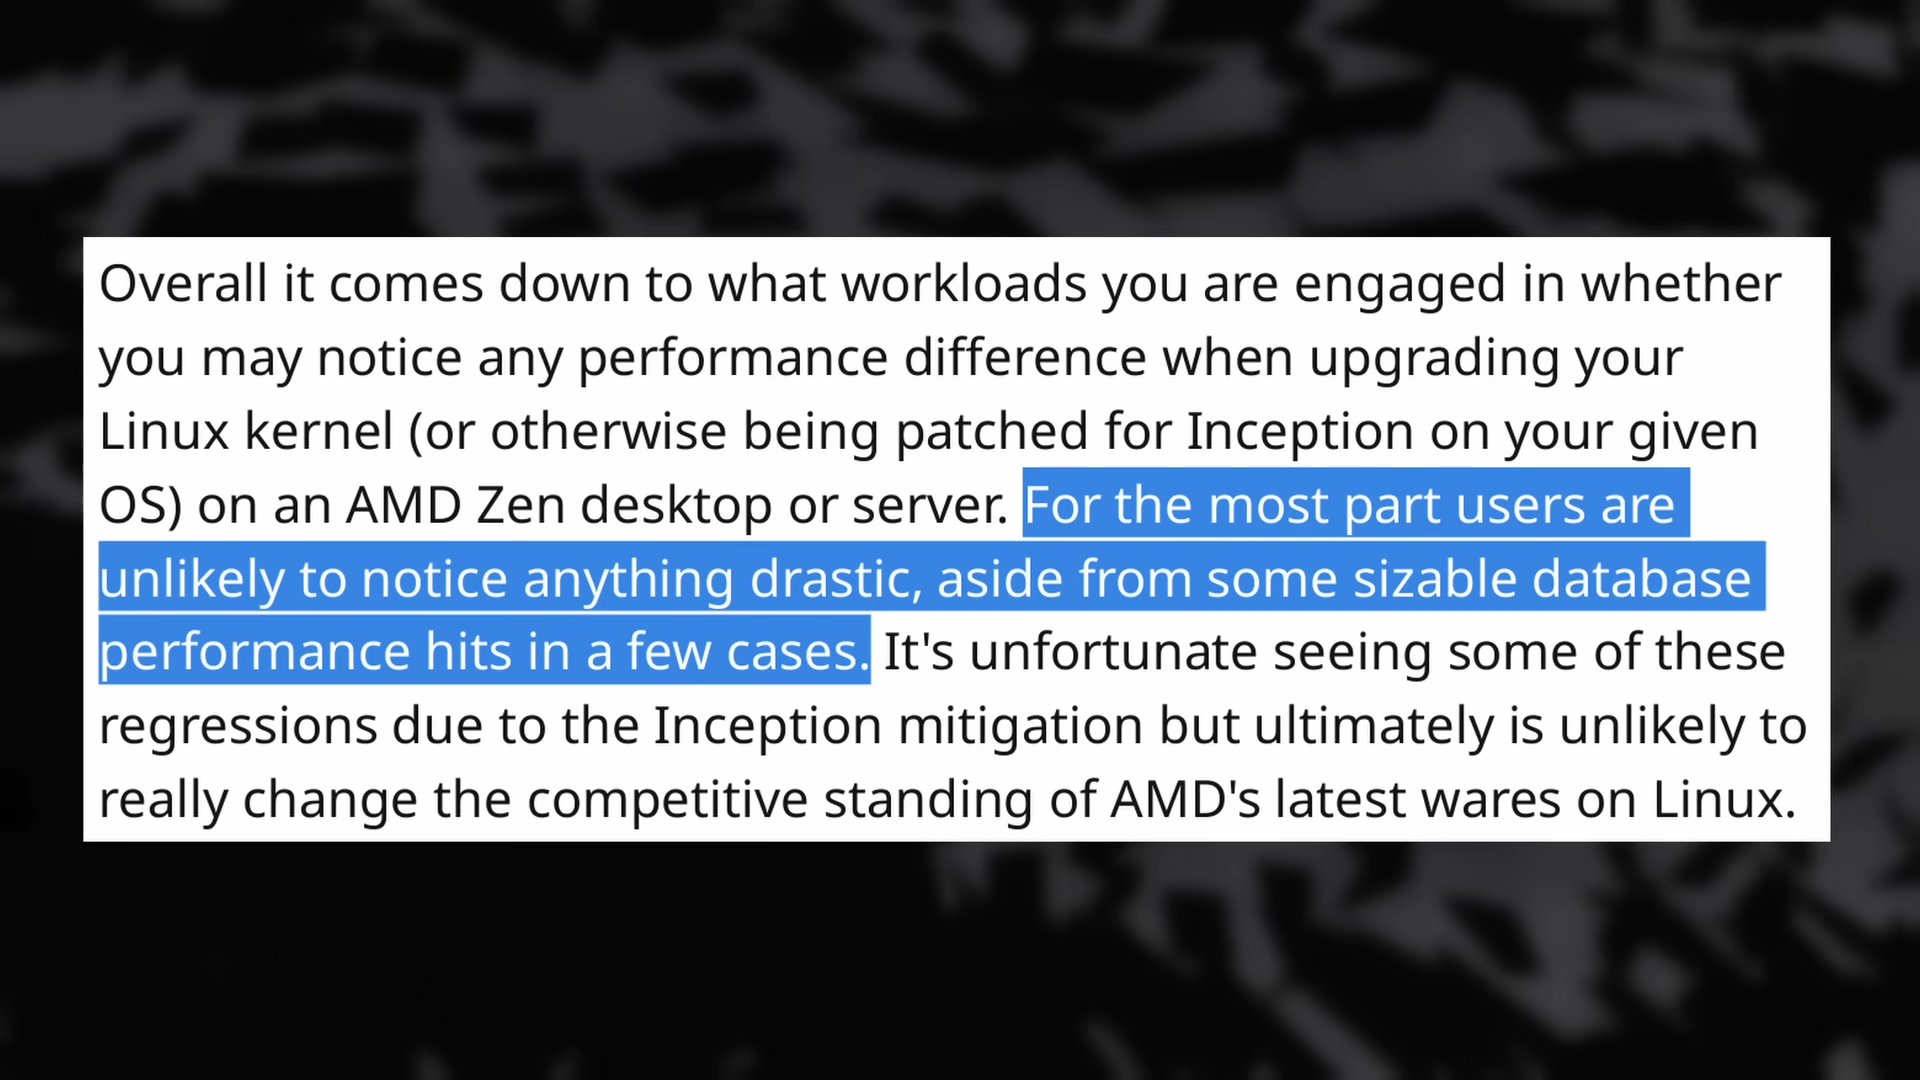 Overall it comes down to what workloads you are engaged in whether
you may notice any performance difference when upgrading your
Linux kernel (or otherwise being patched for Inception on your given
OS) on an AMD Zen desktop or server. For the most part users are
unlikely to notice anything drastic, aside from some sizable database
performance hits in a few cases. It's unfortunate seeing some of these
regressions due to the Inception mitigation but ultimately is unlikely to
really change the competitive standing of AMD's latest wares on Linux.